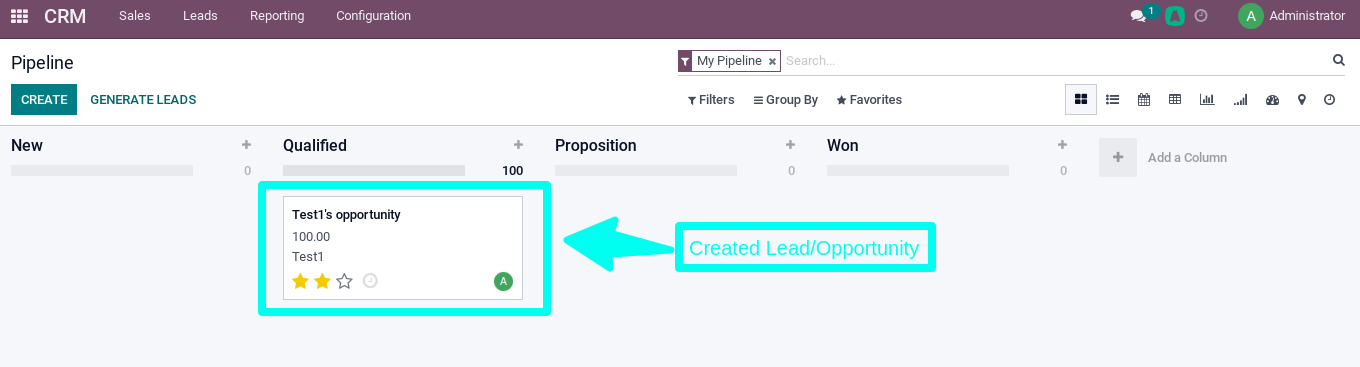 CRM Sales Leads Reporting Configuration 1 A A Administrator
Pipeline
My Pipeline × Search...
CREATE GENERATE LEADS Filters Group By Favorites
New + Qualified + Proposition + Won + + Add a Column
0 100 0 0
Test1's opportunity
100.00
Test1
A
Created Lead/Opportunity